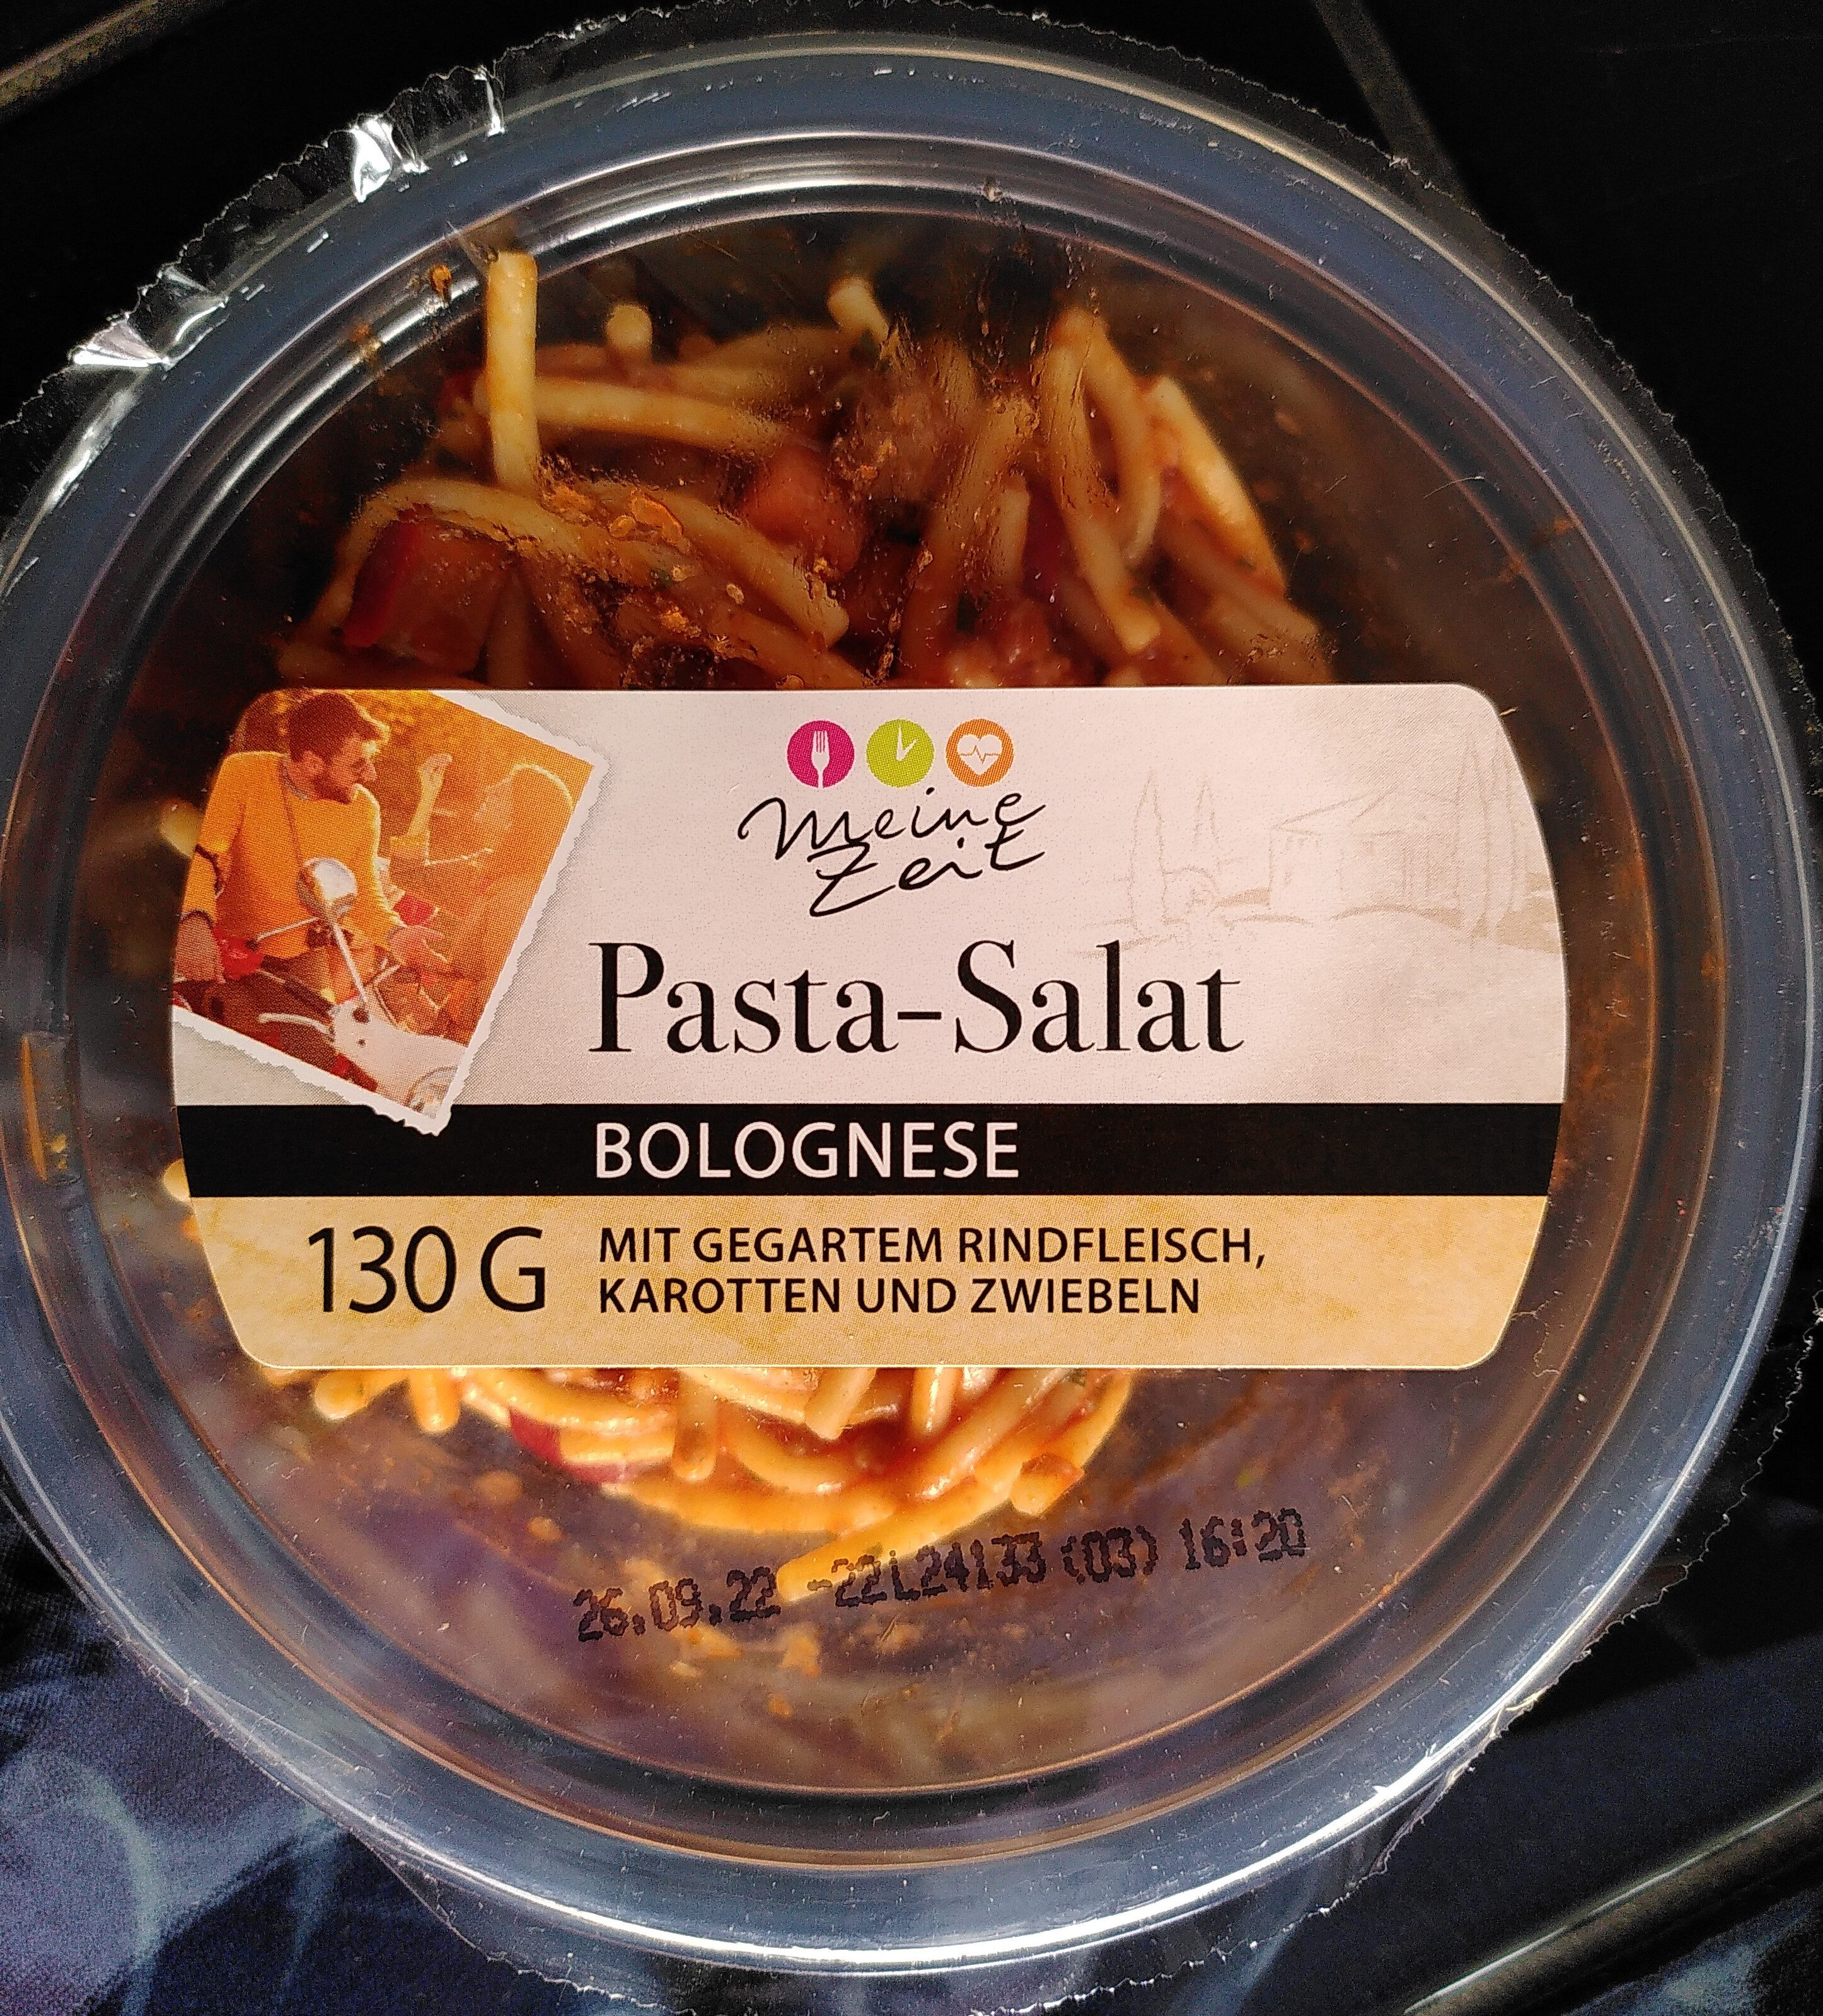 Meine
Zeit
Pasta-Salat
BOLOGNESE
130 G
MIT GEGARTEM RINDFLEISCH,
KAROTTEN UND ZWIEBELN
26.09.22 -22L24133 (03) 16:20